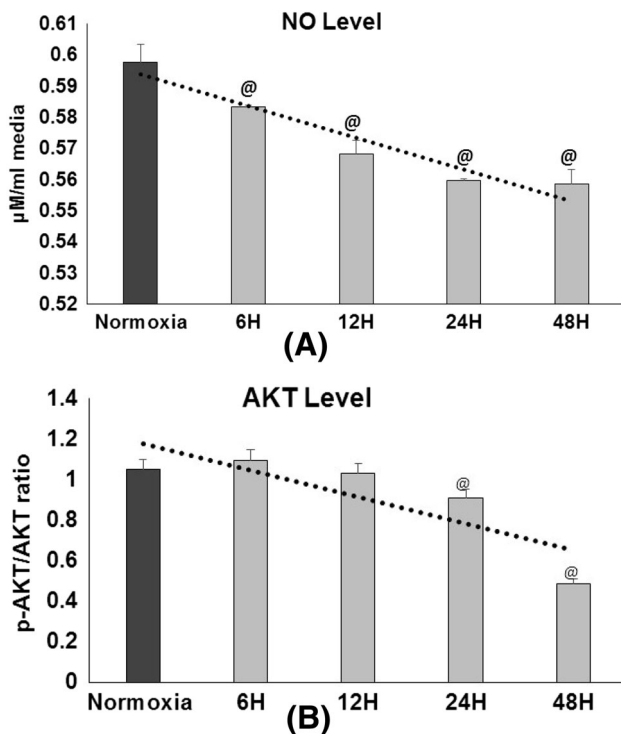 NO Level
µM/ml media
0.61
0.6
0.59
0.58
0.57
0.56
0.55
0.54
0.53
0.52
@ @ @ @
Normoxia 6H 12H 24H 48H
(A)
AKT Level
p-AKT/AKT ratio
1.4
1.2
1
0.8
0.6
0.4
0.2
0
@ @
Normoxia 6H 12H 24H 48H
(B)